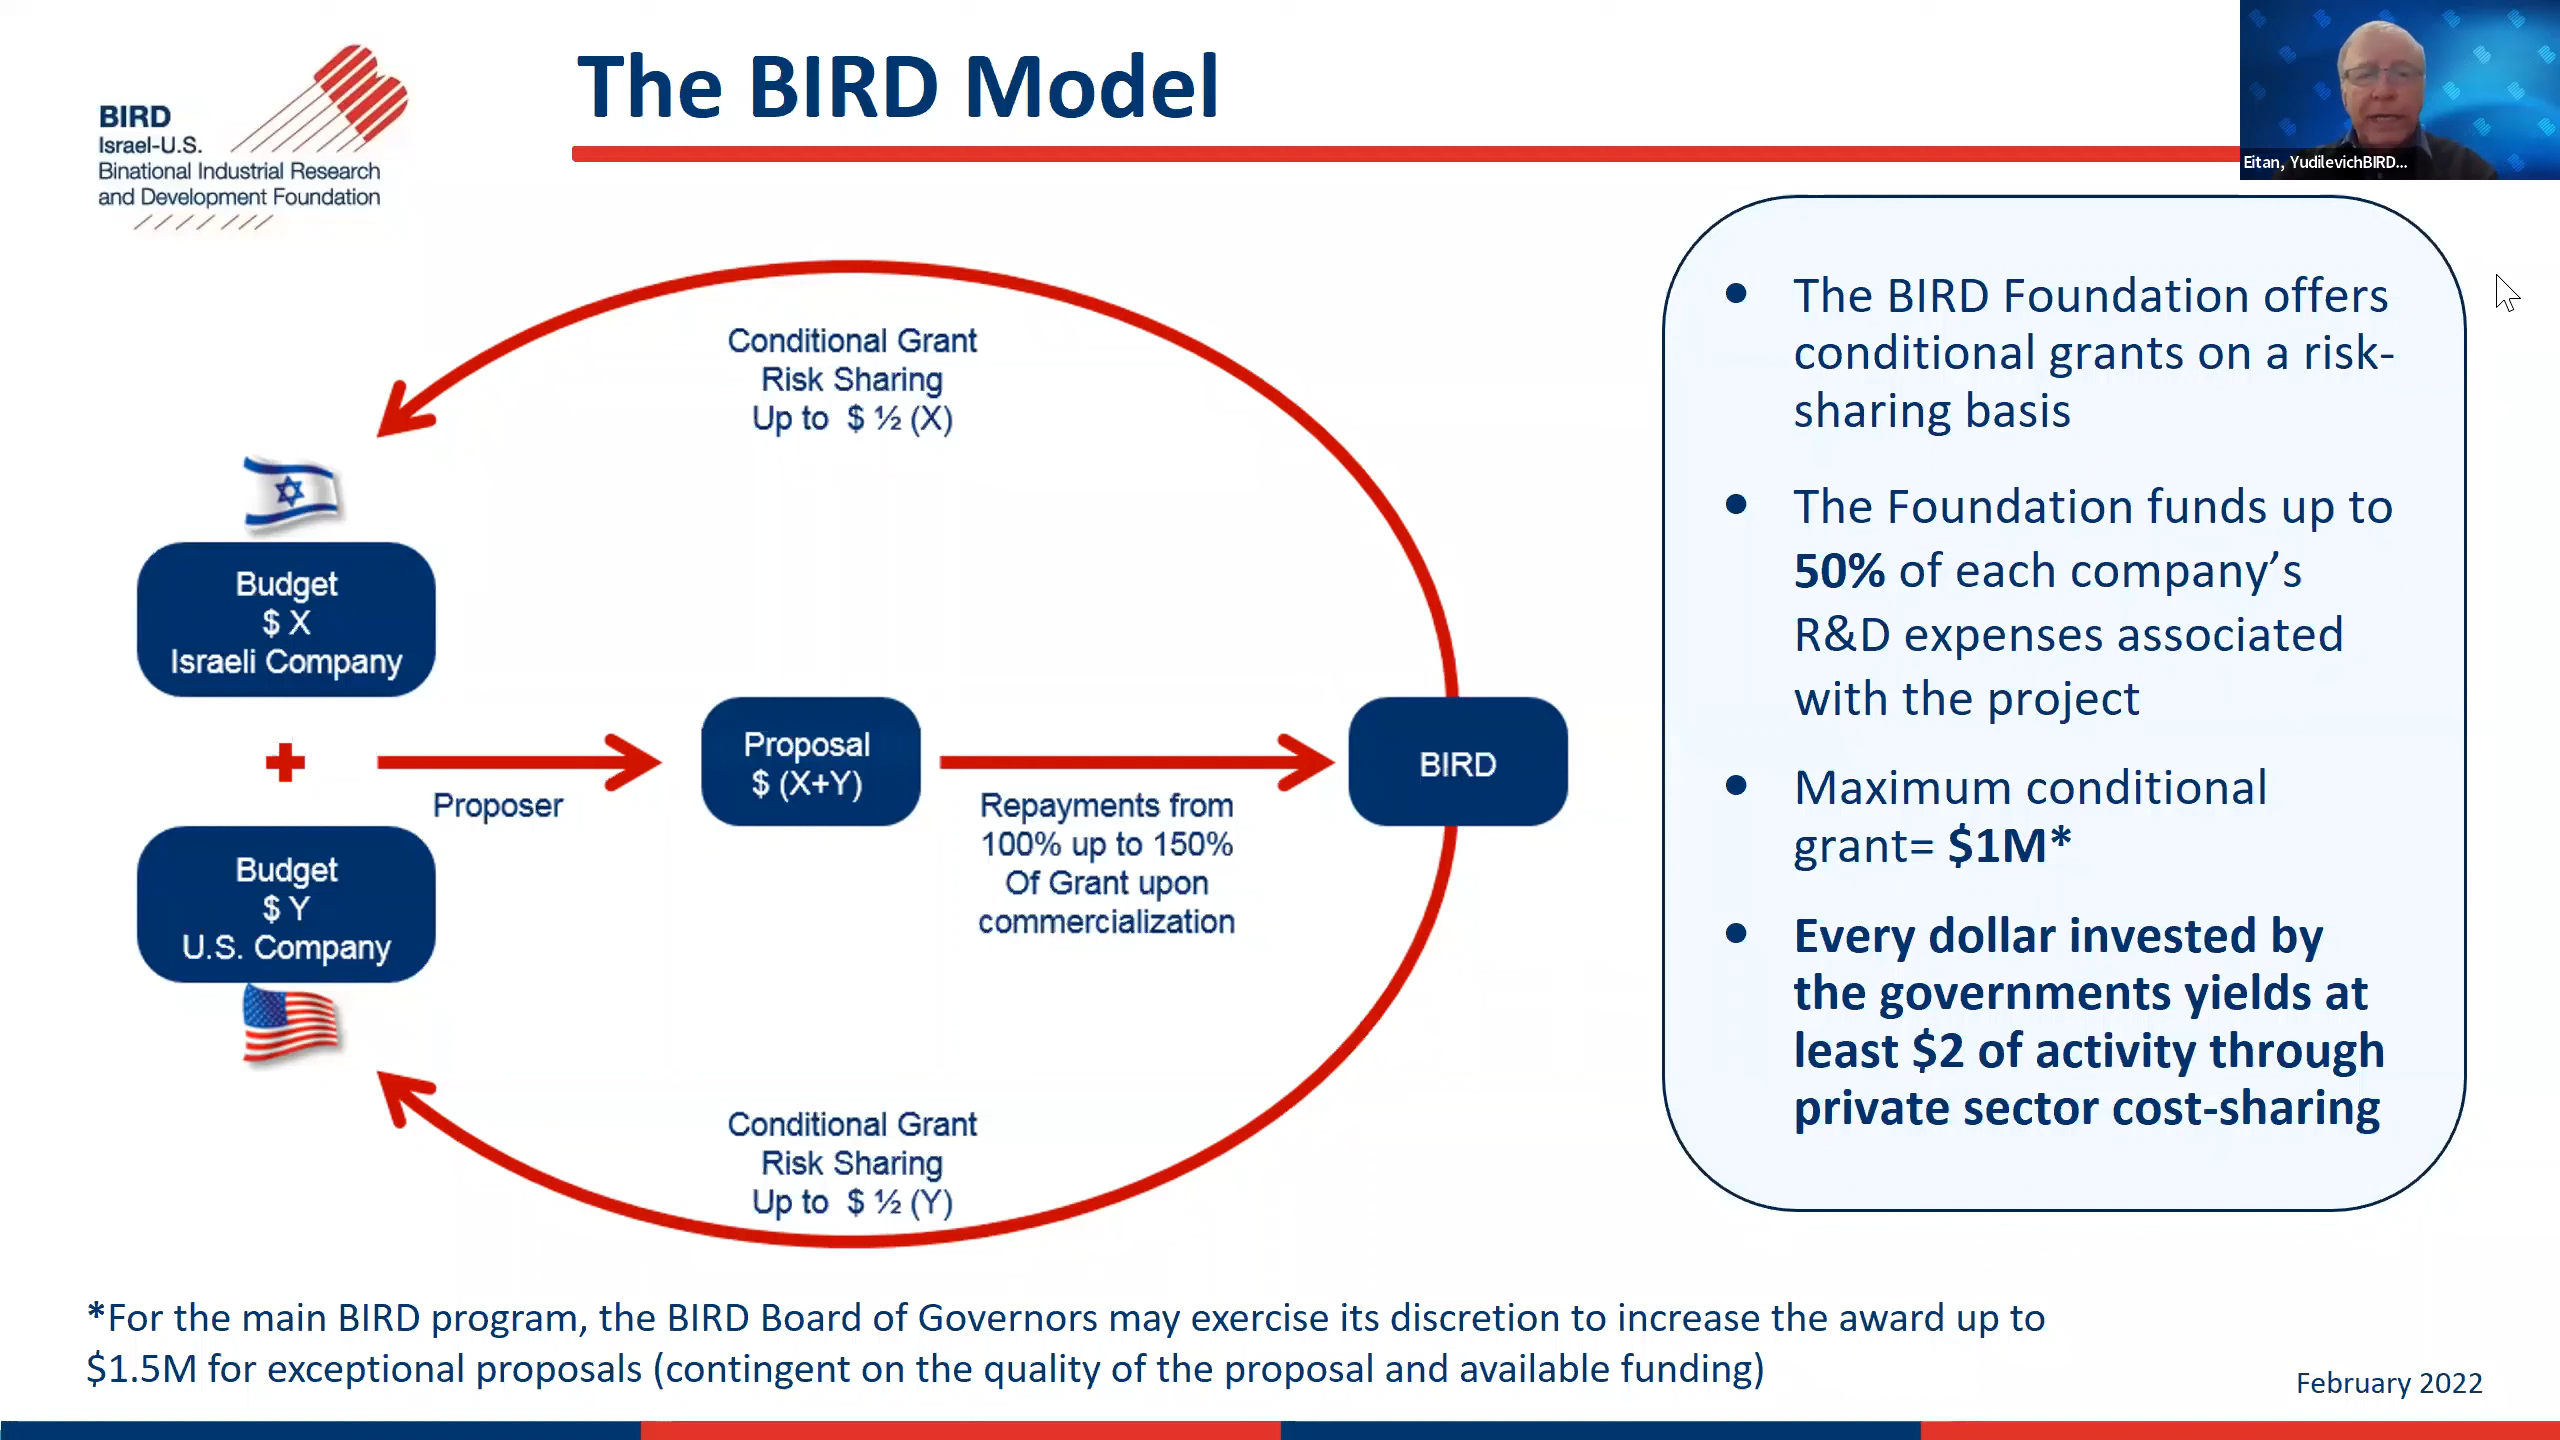 The BIRD Model
BIRD
Israel-U.S.
Binational Industrial Research
and Development Foundation
Eitan, YudilevichBIRD...
Conditional Grant
Risk Sharing
Up to $ ½ (X)
Budget
$ X
Israeli Company
Proposer
Proposal
$ (X+Y)
Repayments from
100% up to 150%
Of Grant upon
commercialization
BIRD
Budget
$ Y
U.S. Company
Conditional Grant
Risk Sharing
Up to $ ½ (Y)
• The BIRD Foundation offers
conditional grants on a risk-
sharing basis
• The Foundation funds up to
50% of each company’s
R&D expenses associated
with the project
• Maximum conditional
grant= $1M*
• Every dollar invested by
the governments yields at
least $2 of activity through
private sector cost-sharing
*For the main BIRD program, the BIRD Board of Governors may exercise its discretion to increase the award up to
$1.5M for exceptional proposals (contingent on the quality of the proposal and available funding)
February 2022